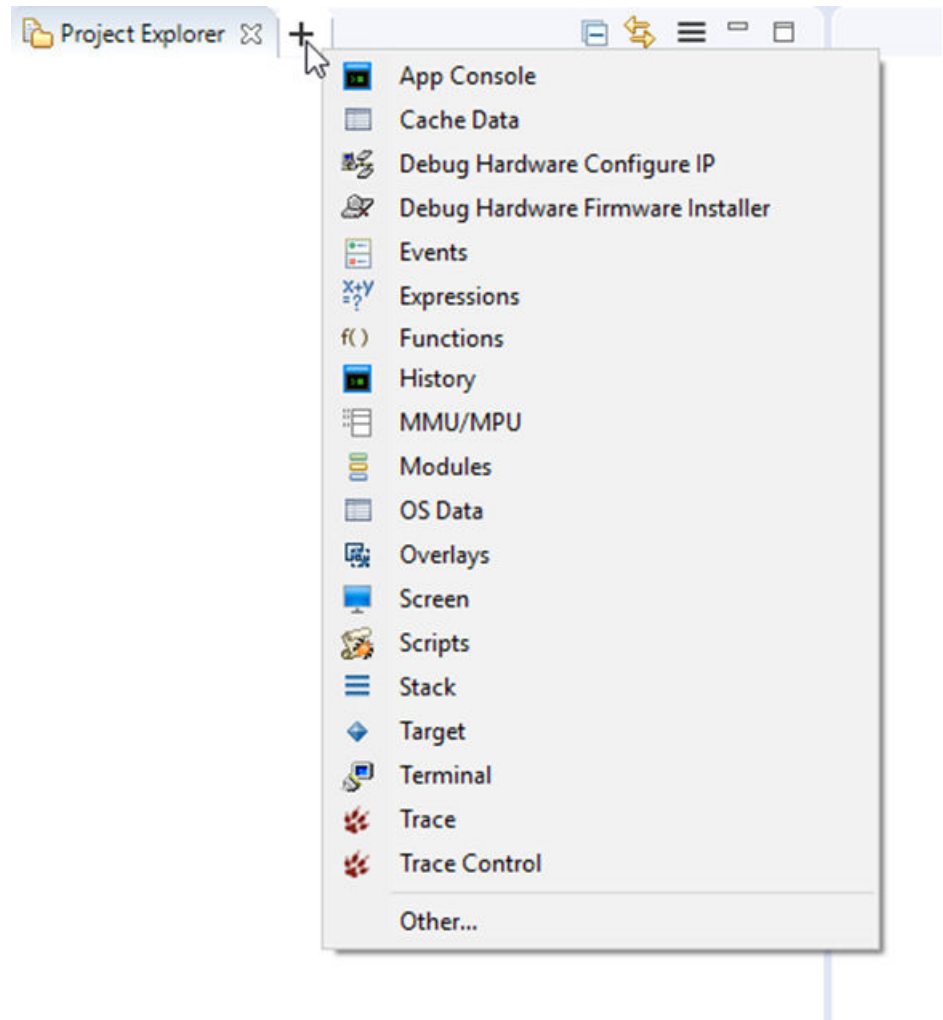 Project Explorer
App Console
Cache Data
Debug Hardware Configure IP
Debug Hardware Firmware Installer
Events
X+Y
=?
Expressions
f()
Functions
History
MMU/MPU
Modules
OS Data
Overlays
Screen
Scripts
Stack
Target
Terminal
Trace
Trace Control
Other...